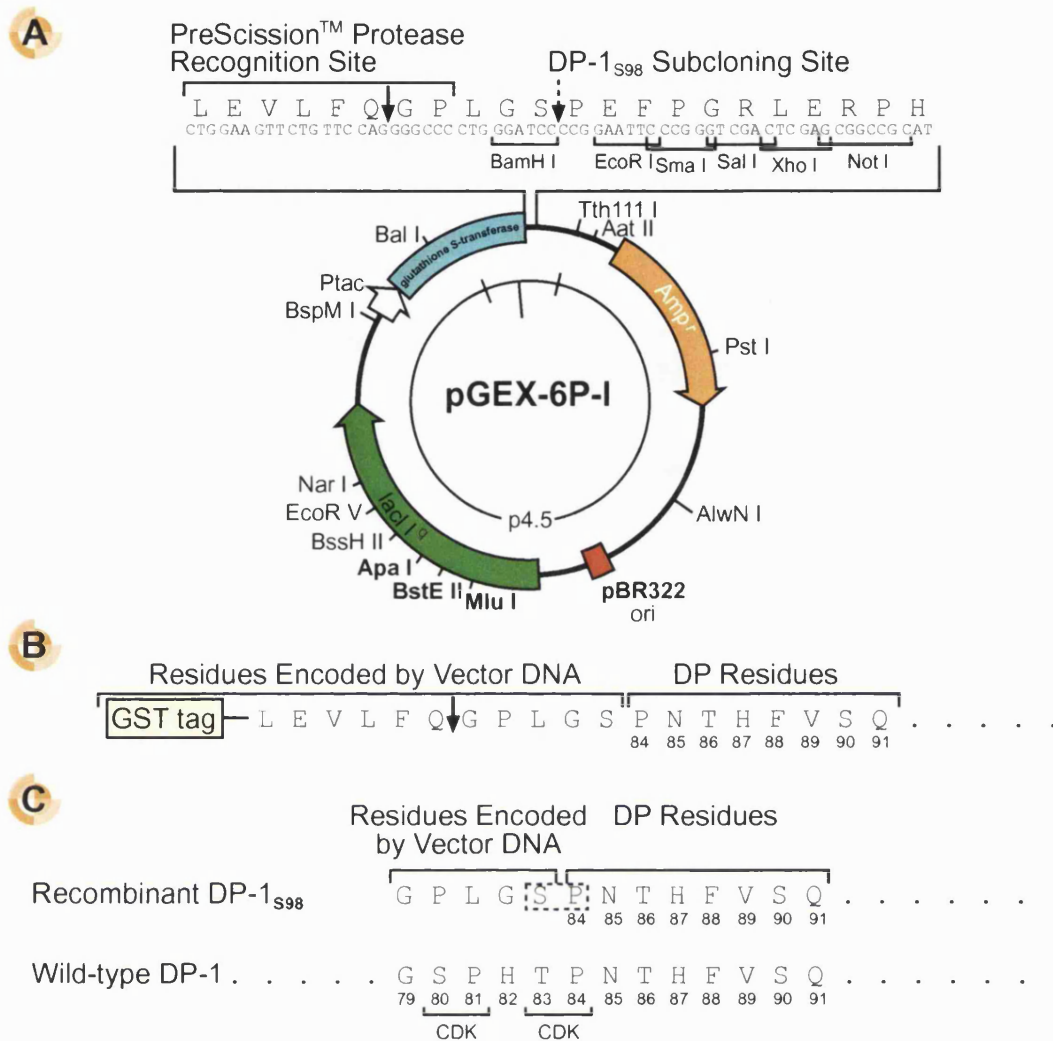 A
PreScission™ Protease
Recognition Site
DP-1S98 Subcloning Site
L E V L F Q G P L G S P E F P G R L E R P H
CTG GAA GTT CTG TTC CAG GGG CCC CTG GGA TCC CCG GAA TTC CCG GGT CGA CTC GAG CGG CCG CAT
BamH I EcoR I Sma I Sal I Xho I Not I
Tth111 I
Aat II
Bal I
glutathione S-transferase
Ptac
BspM I
Ampr
Pst I
pGEX-6P-I
Nar I
EcoR V
BssH II
Apa I
BstE II
Mlu I
lacI Iq
p4.5
AlwN I
pBR322
ori
B
Residues Encoded by Vector DNA DP Residues
GST tag L E V L F Q G P L G S P N T H F V S Q . . . . .
84 85 86 87 88 89 90 91
C
Residues Encoded DP Residues
by Vector DNA
Recombinant DP-1S98 G P L G S P N T H F V S Q . . . . . .
84 85 86 87 88 89 90 91
Wild-type DP-1 . . . . . G S P H T P N T H F V S Q . . . . . .
79 80 81 82 83 84 85 86 87 88 89 90 91
CDK CDK